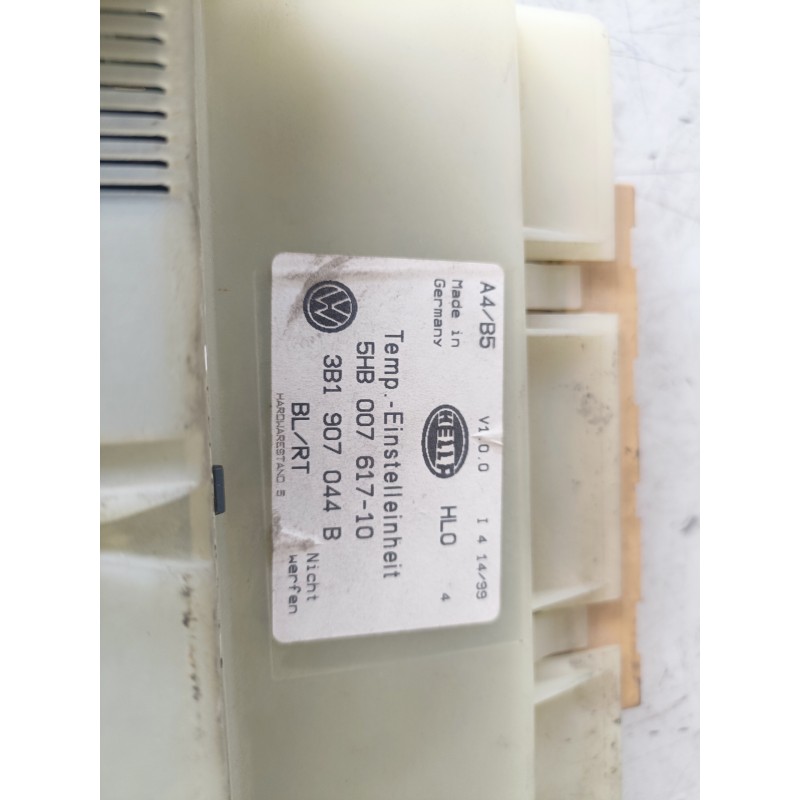 A4/B5 V1.0.0 I 4 14/99
Made in
Germany
HELLA
HLO 4
Temp.-Einstelleinheit
5HB 007 617-10
3B1 907 044 B
BL/RT
Nicht
werfen
HARDWARESTAND 5